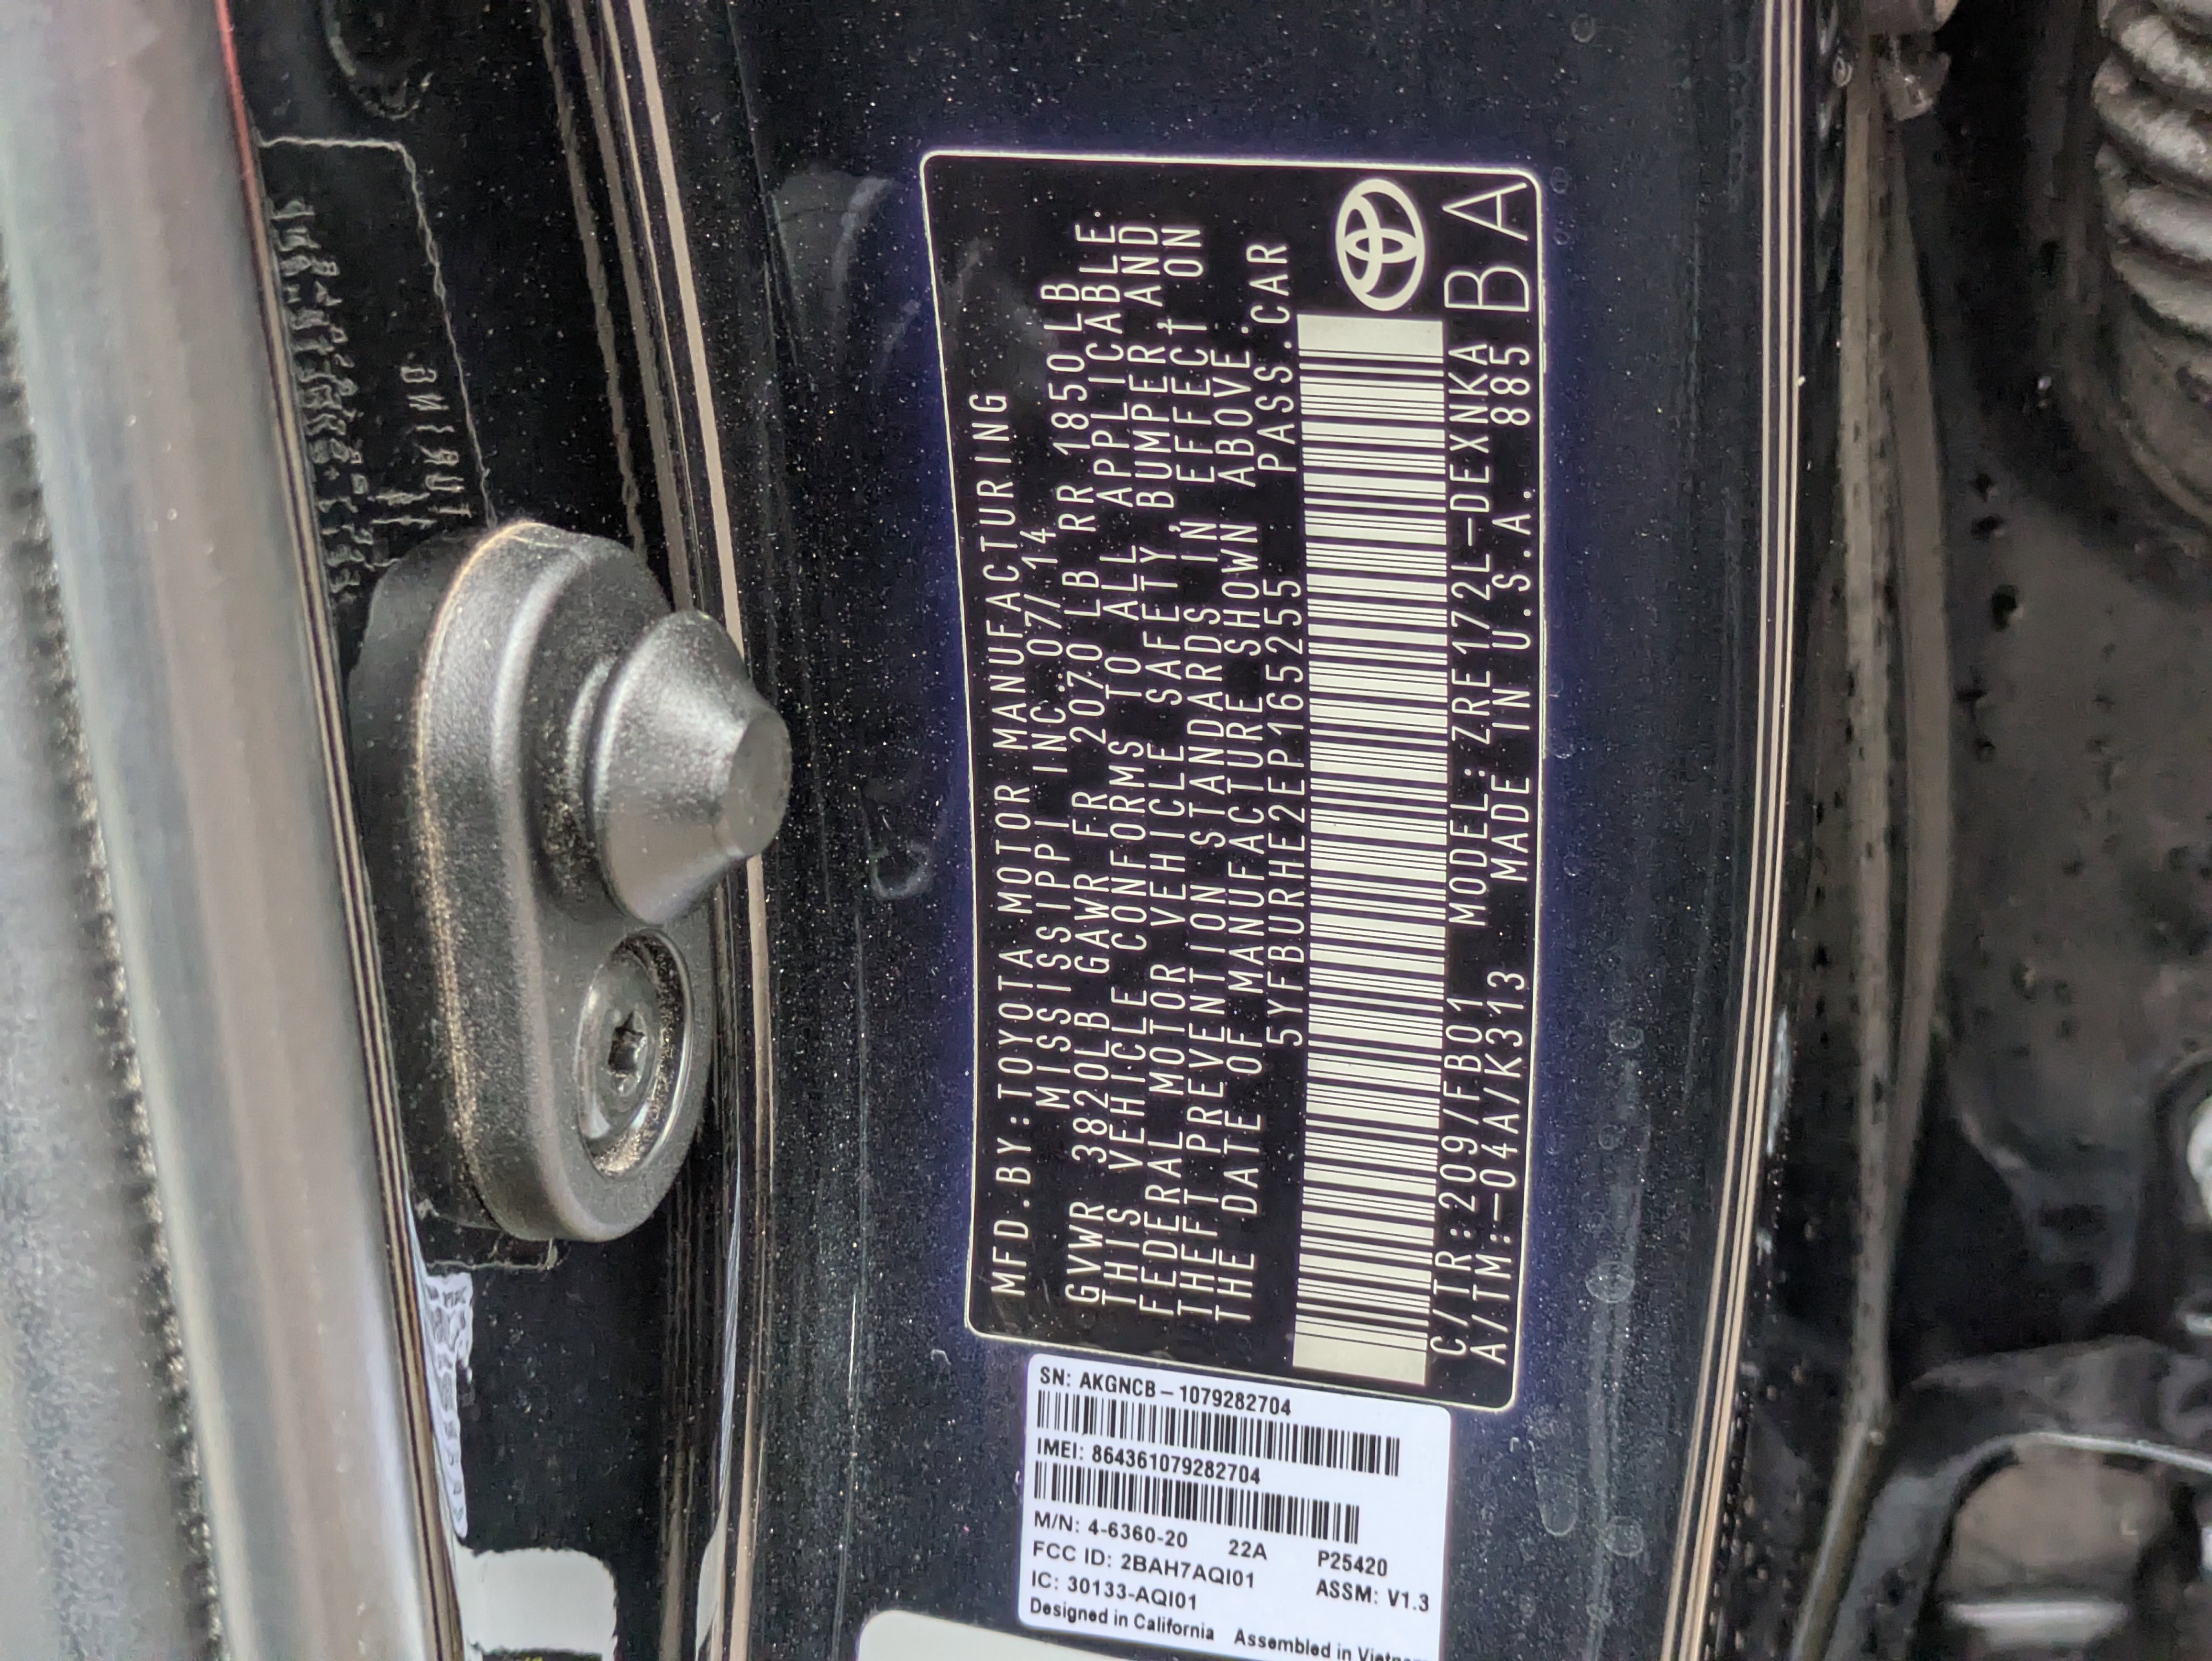 MFD.BY:TOYOTA MOTOR MANUFACTURING
MISSISSIPPI INC. 07/14
GVWR 3820LB GAWR FR 2070 LB RR 1850LB
THIS VEHICLE CONFORMS TO ALL APPLICABLE
FEDERAL MOTOR VEHICLE SAFETY, BUMPER, AND
THEFT PREVENTION STANDARDS IN EFFECT ON
THE DATE OF MANUFACTURE SHOWN ABOVE.
5YFBURHE2EP165255 PASS.CAR
C/TR:209/FB01 MODEL:ZRE172L-DEXNKA
A/TM:-04A/K313 MADE IN U.S.A. 885
BA
SN: AKGNCB-1079282704
IMEI: 864361079282704
M/N: 4-6360-20 22A P25420
FCC ID: 2BAH7AQI01 ASSM: V1.3
IC: 30133-AQI01
Designed in California Assembled in